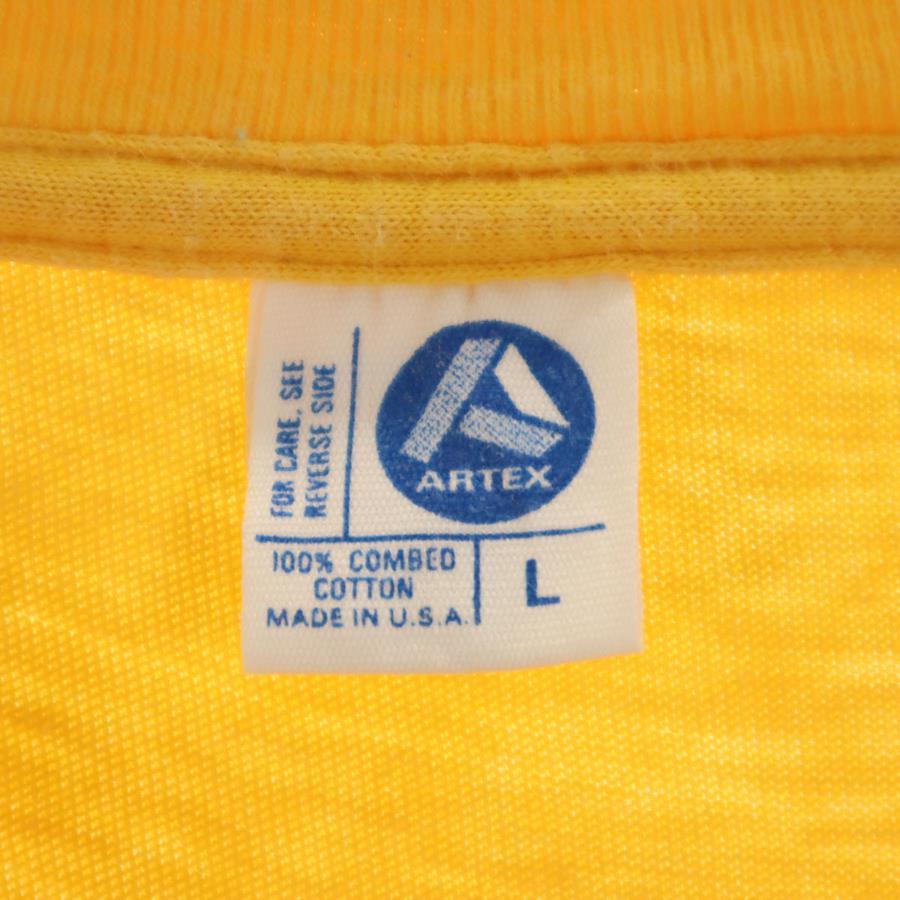 FOR CARE, SEE
REVERSE SIDE
ARTEX
100% COMBED
COTTON
MADE IN U.S.A.
L